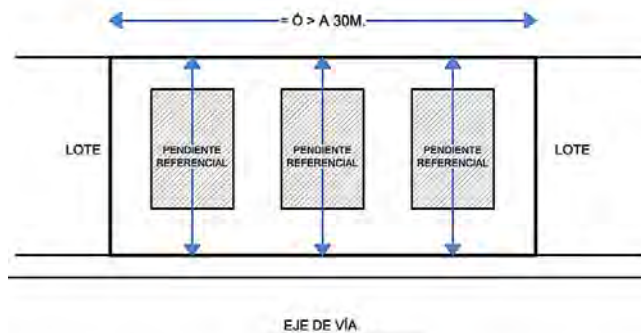 = Ó > A 30M.
LOTE
PENDIENTE
REFERENCIAL
PENDIENTE
REFERENCIAL
PENDIENTE
REFERENCIAL
LOTE
EJE DE VÍA